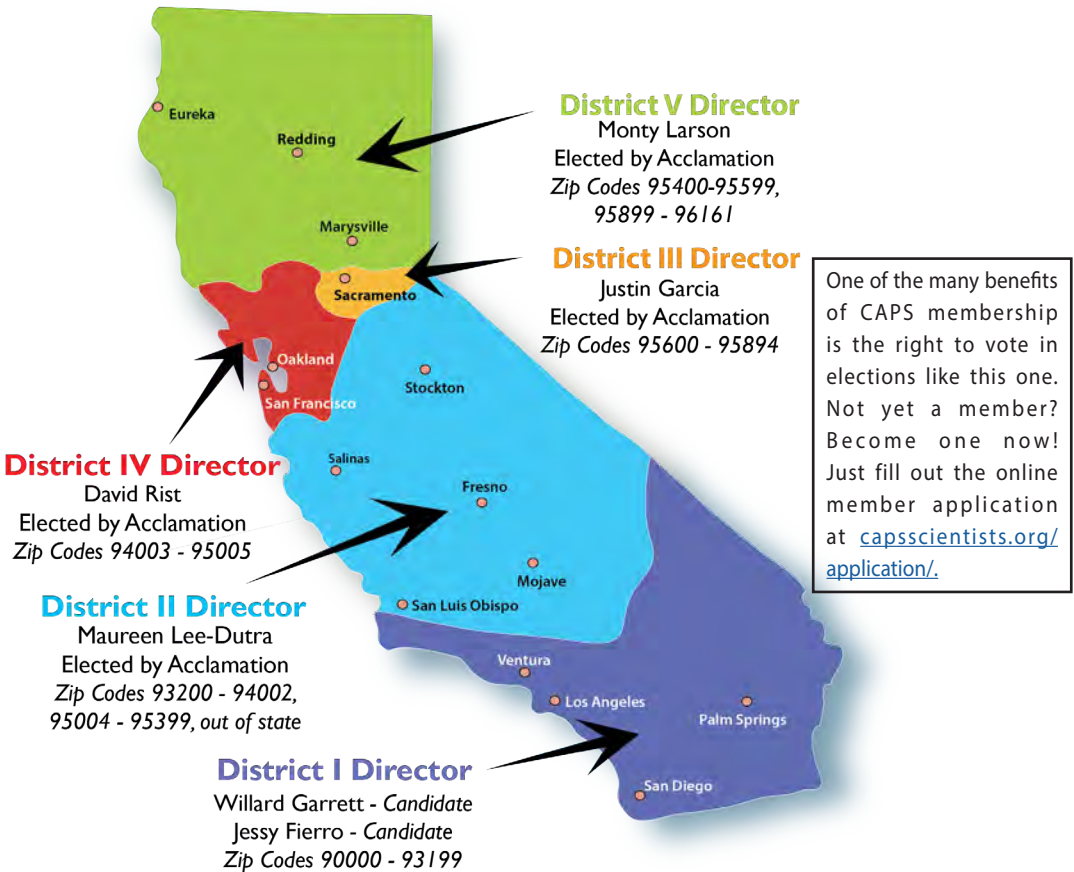 Eureka
Redding
Marysville
District V Director
Monty Larson
Elected by Acclamation
Zip Codes 95400-95599,
95899 - 96161
Sacramento
District III Director
Justin Garcia
Elected by Acclamation
Zip Codes 95600 - 95894
One of the many benefits
of CAPS membership
is the right to vote in
elections like this one.
Not yet a member?
Become one now!
Just fill out the online
member application
at capsscientists.org/
application/.
Oakland
San Francisco
Stockton
Salinas
Fresno
Mojave
San Luis Obispo
District IV Director
David Rist
Elected by Acclamation
Zip Codes 94003 - 95005
District II Director
Maureen Lee-Dutra
Elected by Acclamation
Zip Codes 93200 - 94002,
95004 - 95399, out of state
Ventura
Los Angeles
Palm Springs
San Diego
District I Director
Willard Garrett - Candidate
Jessy Fierro - Candidate
Zip Codes 90000 - 93199